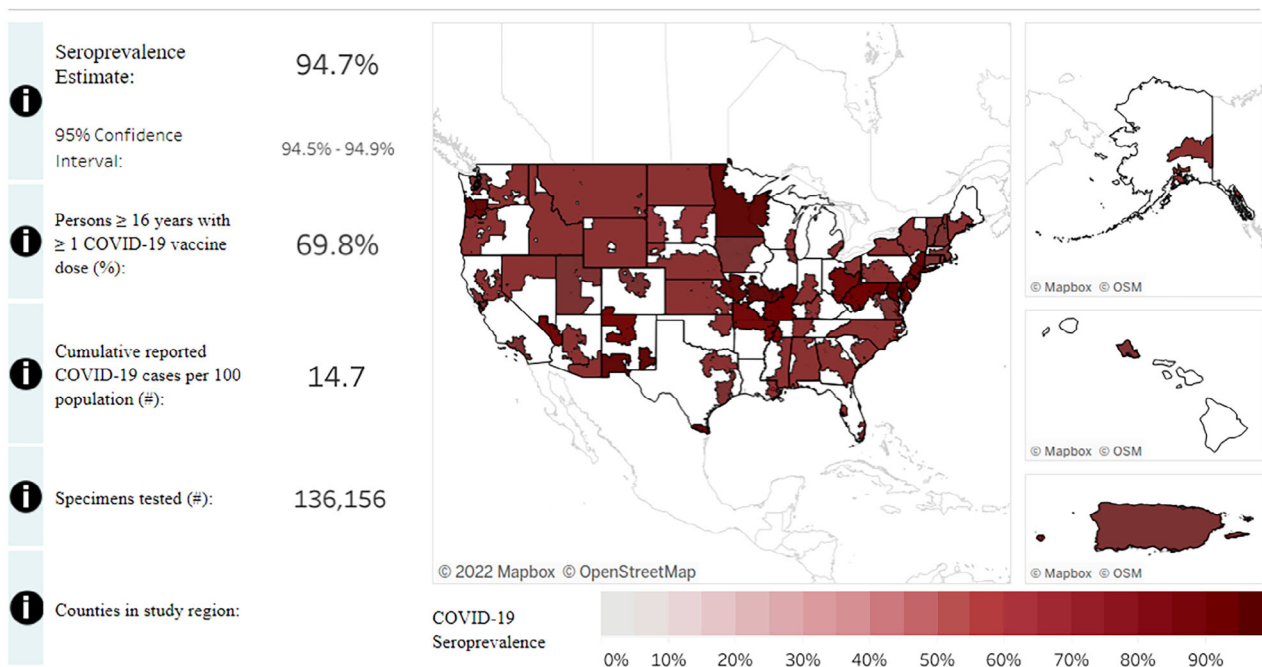 Seroprevalence
Estimate:
94.7%
95% Confidence
Interval:
94.5% - 94.9%
Persons ≥ 16 years with
≥ 1 COVID-19 vaccine
dose (%):
69.8%
Cumulative reported
COVID-19 cases per 100
population (#):
14.7
Specimens tested (#):
136,156
Counties in study region:
© 2022 Mapbox © OpenStreetMap
© Mapbox © OSM
© Mapbox © OSM
© Mapbox © OSM
COVID-19
Seroprevalence
0% 10% 20% 30% 40% 50% 60% 70% 80% 90%